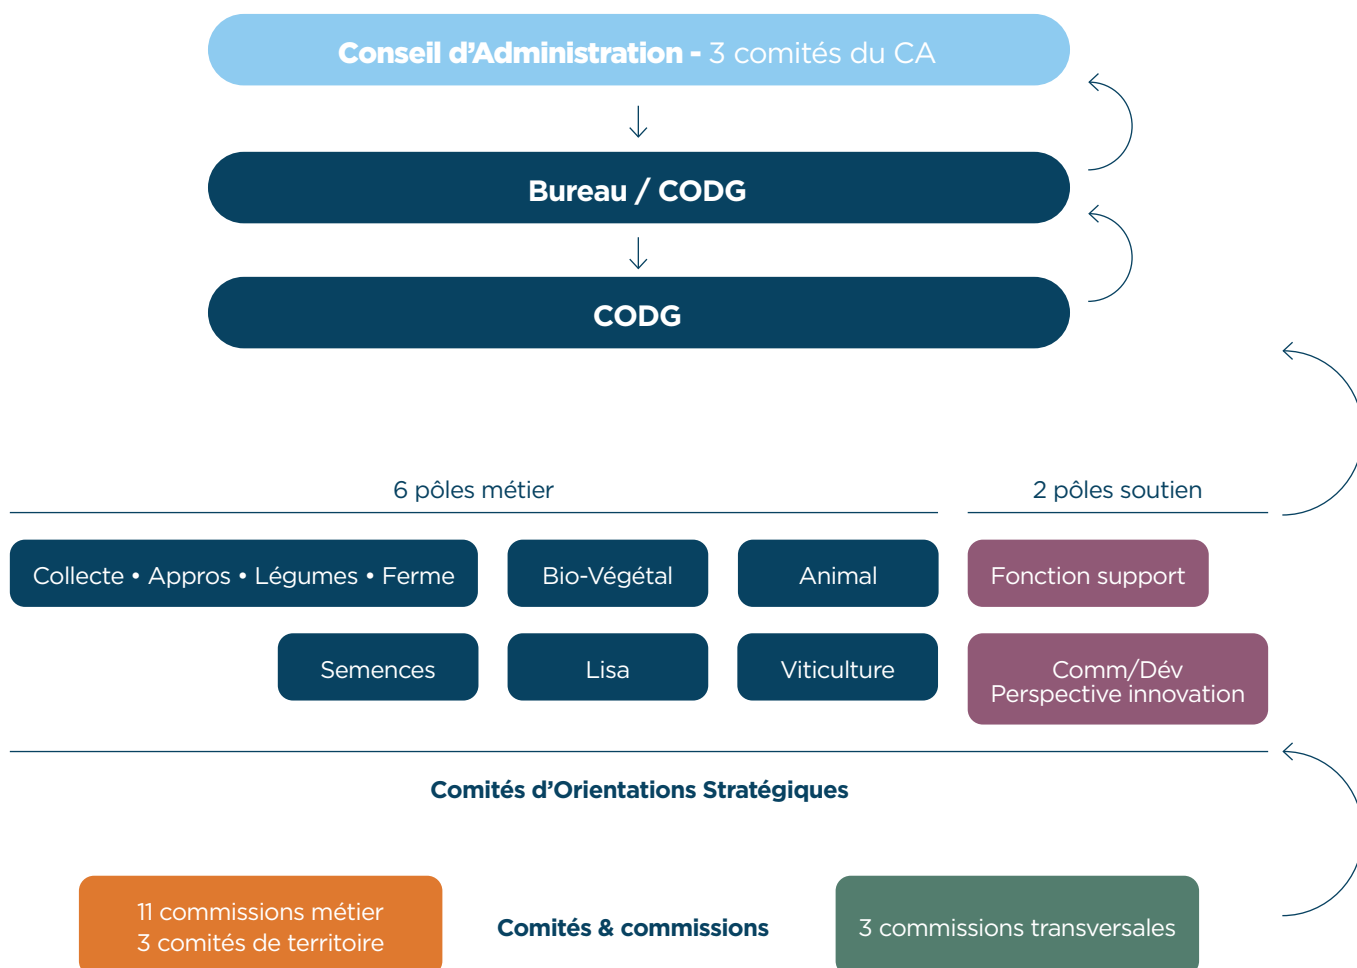 Conseil d’Administration - 3 comités du CA
Bureau / CODG
CODG
6 pôles métier
2 pôles soutien
Collecte • Appros • Légumes • Ferme
Bio-Végétal
Animal
Fonction support
Semences
Lisa
Viticulture
Comm/Dév
Perspective innovation
Comités d’Orientations Stratégiques
11 commissions métier
3 comités de territoire
Comités & commissions
3 commissions transversales